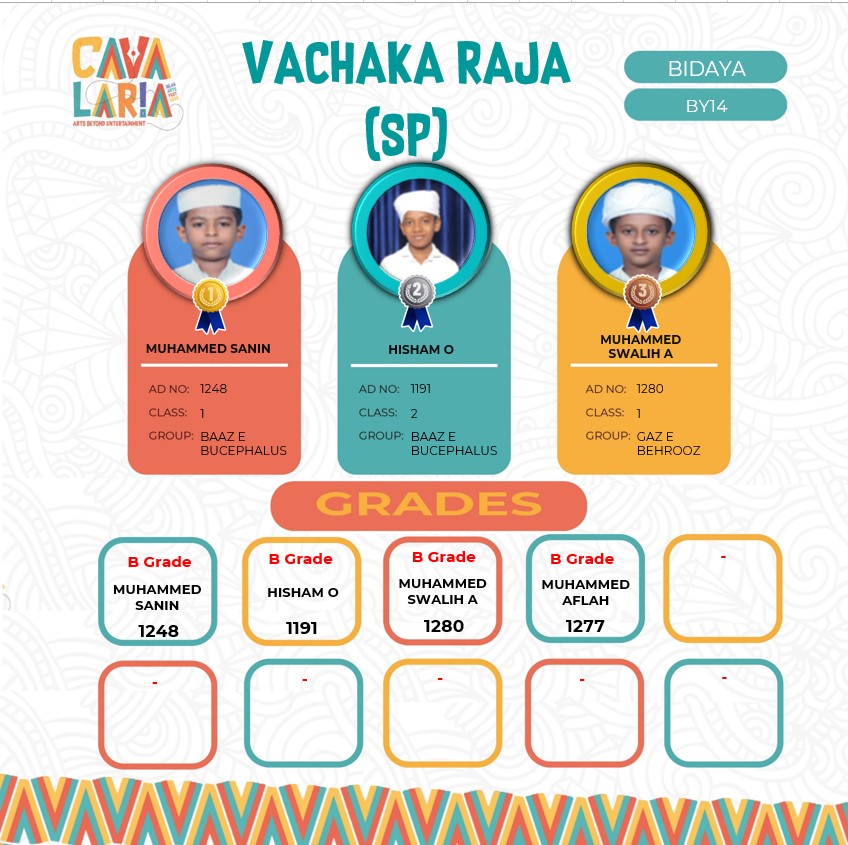 CAVA
LARIA
ARTS BEYOND ENTERTAINMENT
VACHAKA RAJA
(SP)
BIDAYA
BY14
1
2
3
MUHAMMED SANIN
AD NO: 1248
CLASS: 1
GROUP: BAAZ E
BUCEPHALUS
HISHAM O
AD NO: 1191
CLASS: 2
GROUP: BAAZ E
BUCEPHALUS
MUHAMMED
SWALIH A
AD NO: 1280
CLASS: 1
GROUP: GAZ E
BEHROOZ
GRADES
B Grade
MUHAMMED
SANIN
1248
B Grade
HISHAM O
1191
B Grade
MUHAMMED
SWALIH A
1280
B Grade
MUHAMMED
AFLAH
1277
-
-
-
-
-
-